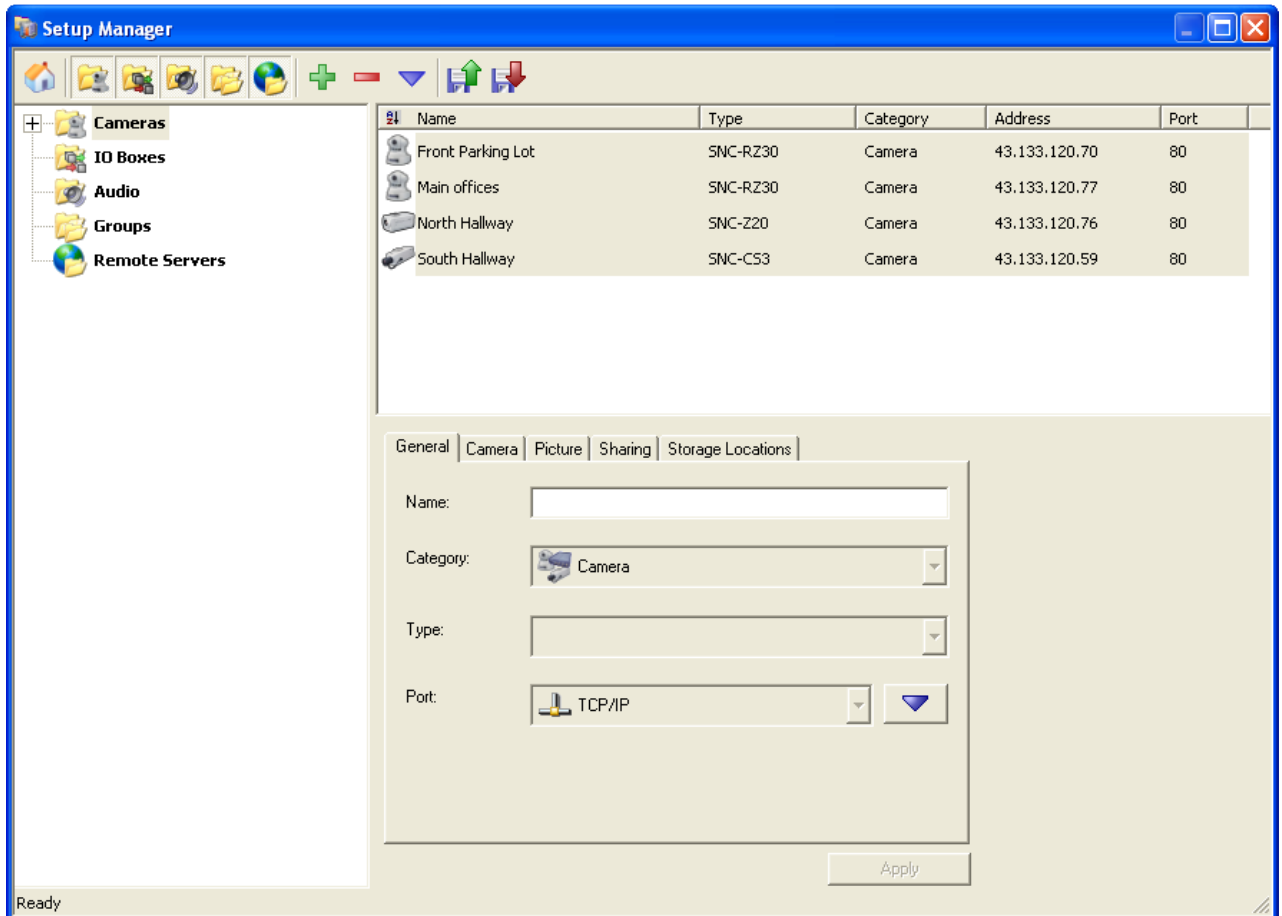 Setup Manager
Cameras
IO Boxes
Audio
Groups
Remote Servers
Name Type Category Address Port
Front Parking Lot SNC-RZ30 Camera 43.133.120.70 80
Main offices SNC-RZ30 Camera 43.133.120.77 80
North Hallway SNC-Z20 Camera 43.133.120.76 80
South Hallway SNC-CS3 Camera 43.133.120.59 80
General Camera Picture Sharing Storage Locations
Name:
Category: Camera
Type:
Port: TCP/IP
Apply
Ready